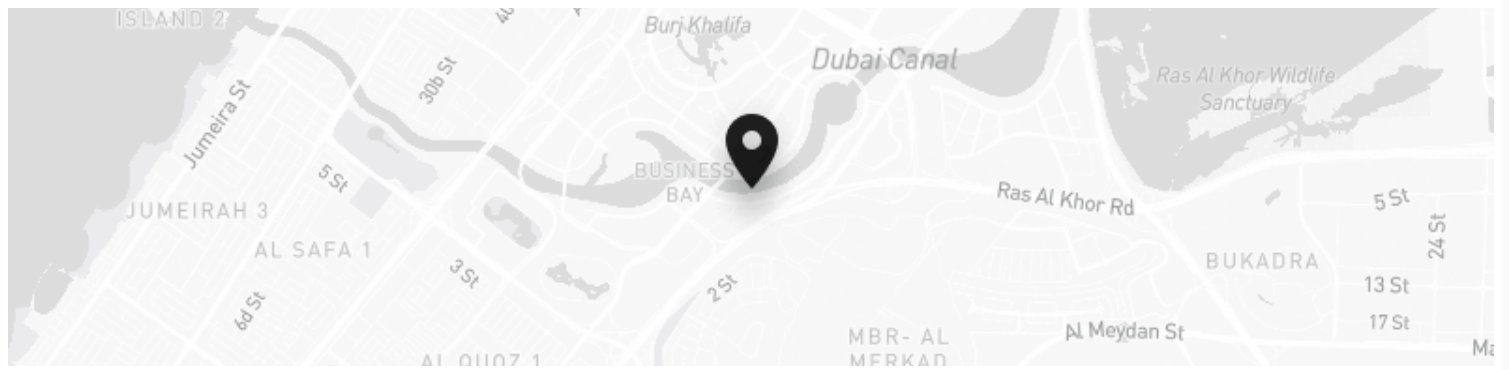 ISLAND 2
Burj Khalifa
Dubai Canal
30b St
Ras Al Khor Wildlife
Sanctuary
Jumeira St
5 St
BUSINESS
BAY
Ras Al Khor Rd
5 St
JUMEIRAH 3
24 St
AL SAFA 1
BUKADRA
3 St
2 St
13 St
6d St
17 St
Al Meydan St
MBR- AL
MERKAD
AL QUOZ 1